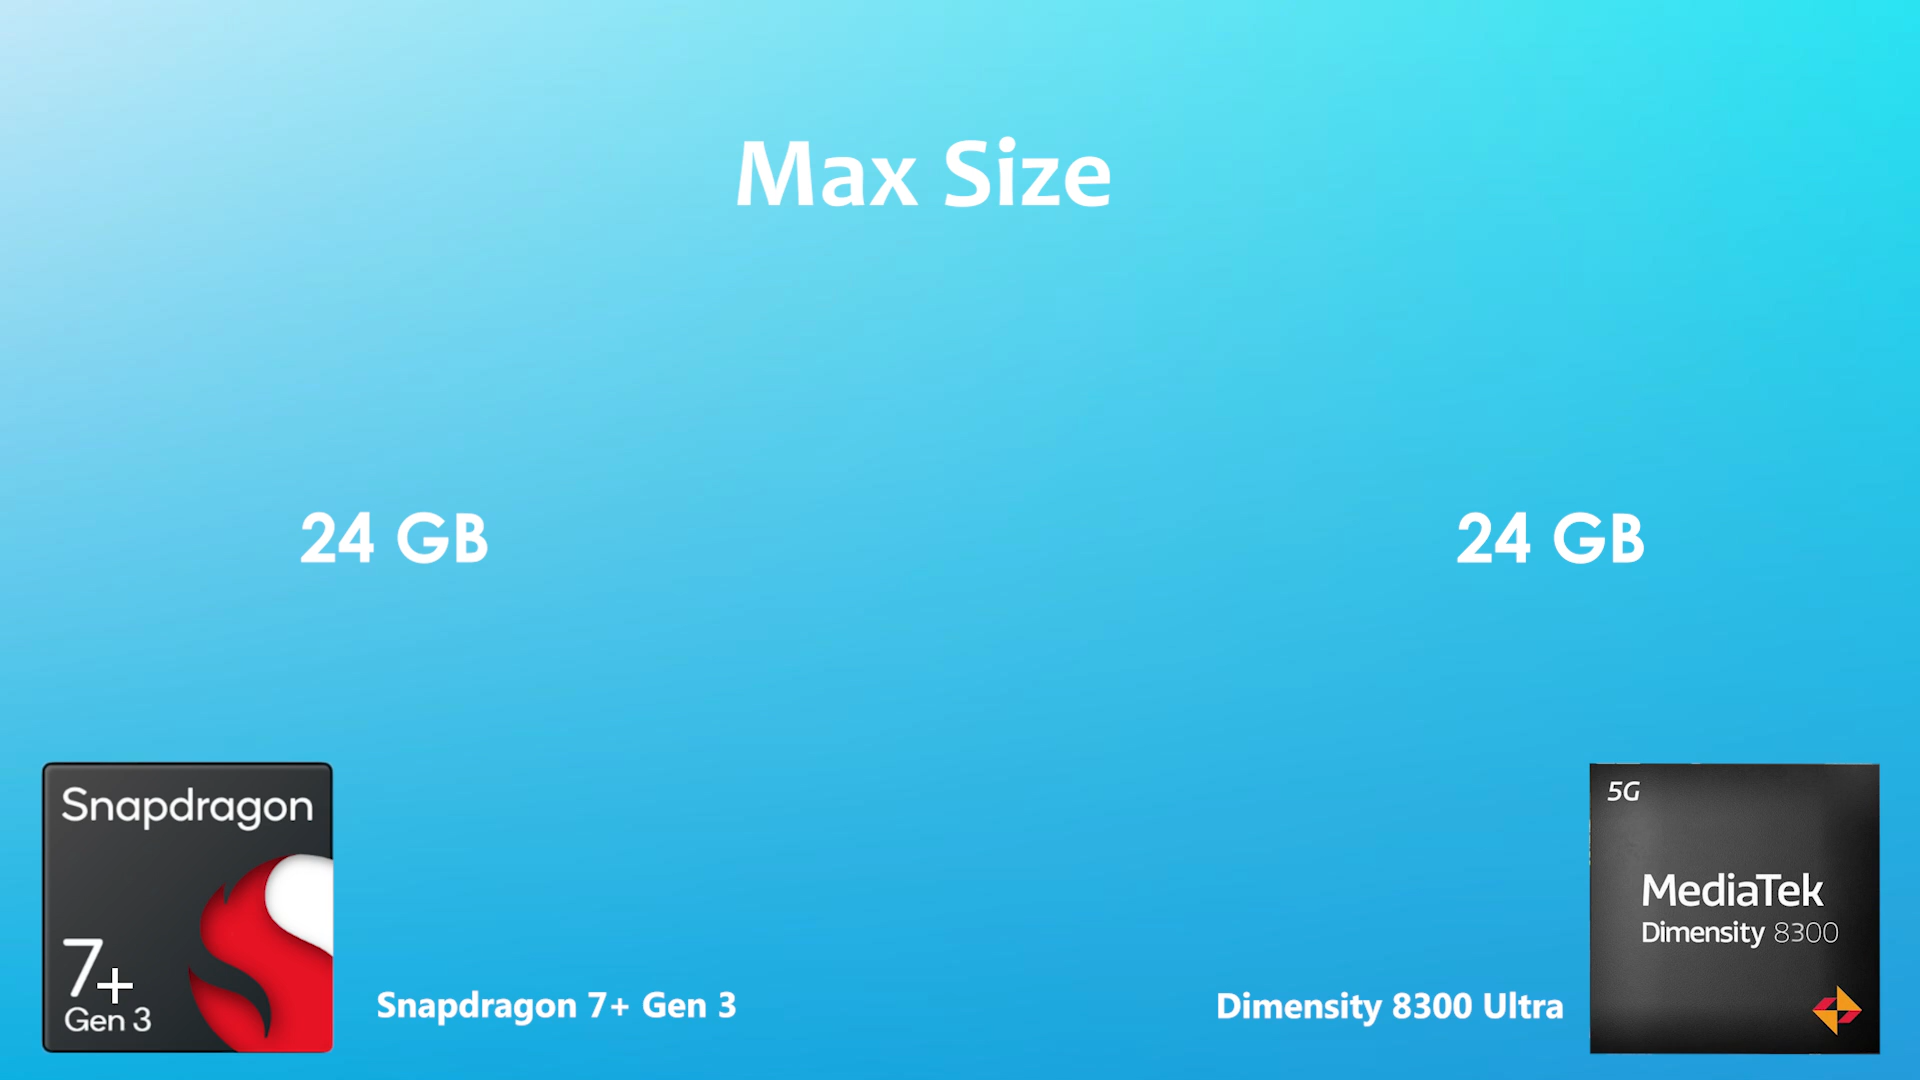 Max Size
24 GB
24 GB
Snapdragon
7+
Gen 3
Snapdragon 7+ Gen 3
Dimensity 8300 Ultra
5G
MediaTek
Dimensity 8300